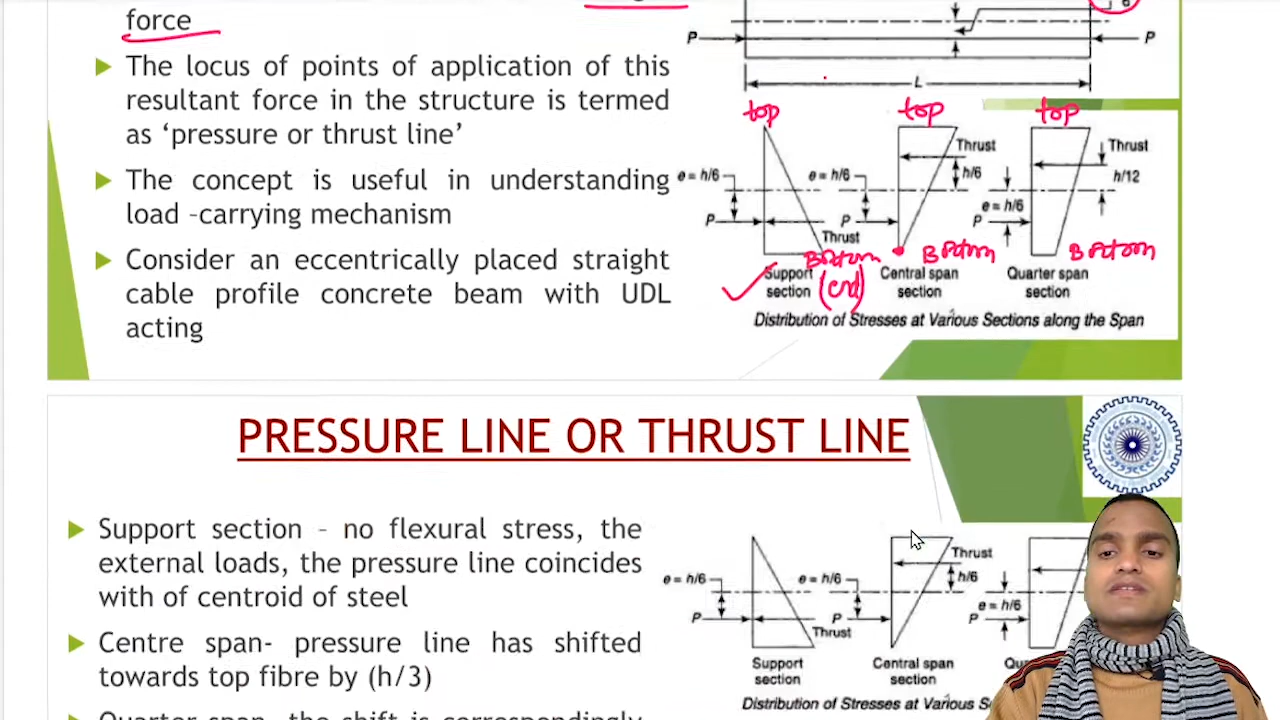 force
The locus of points of application of this
resultant force in the structure is termed
as ‘pressure or thrust line’
The concept is useful in understanding
load –carrying mechanism
Consider an eccentrically placed straight
cable profile concrete beam with UDL
acting
P
P
L
top
top
top
Thrust
Thrust
e = h/6
e = h/6
h/6
h/12
e = h/6
P
P
P
Thrust
Bottom
Bottom
Bottom
(end)
Support
section
Central span
section
Quarter span
section
Distribution of Stresses at Various Sections along the Span
PRESSURE LINE OR THRUST LINE
Support section – no flexural stress, the
external loads, the pressure line coincides
with of centroid of steel
Centre span- pressure line has shifted
towards top fibre by (h/3)
Quarter span- the shift is correspondingly
Thrust
e = h/6
e = h/6
h/6
e = h/6
P
P
P
Thrust
Support
section
Central span
section
Distribution of Stresses at Various